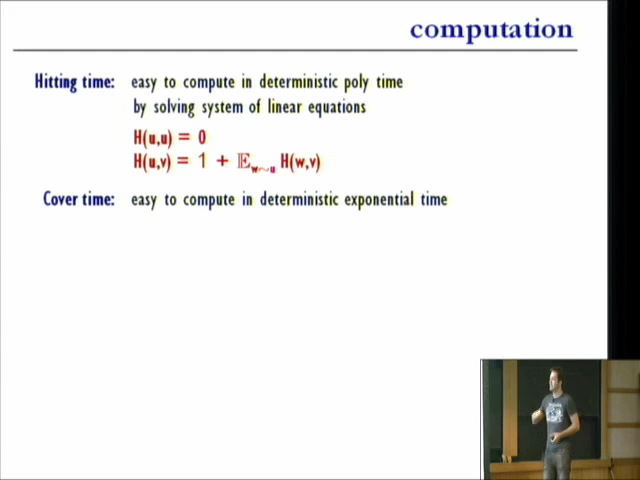 computation
Hitting time: easy to compute in deterministic poly time
by solving system of linear equations
H(u,u) = 0
H(u,v) = 1 + 𝔼w~u H(w,v)
Cover time: easy to compute in deterministic exponential time